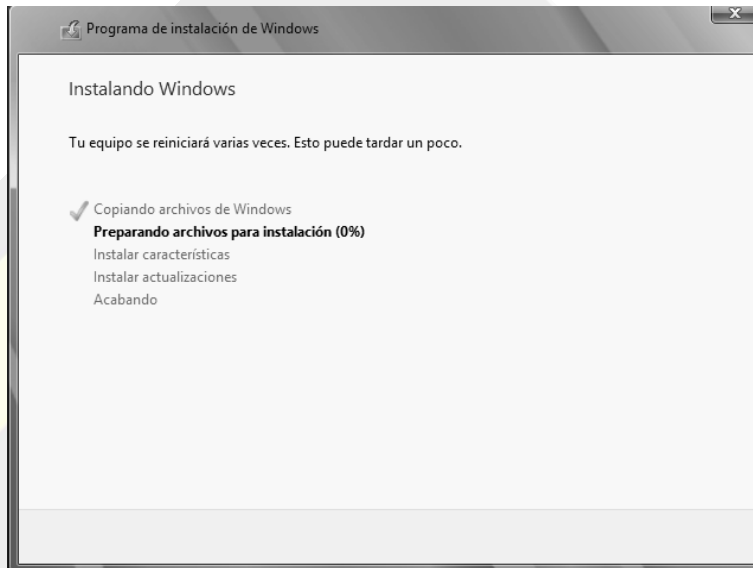 Programa de instalación de Windows
Instalando Windows
Tu equipo se reiniciará varias veces. Esto puede tardar un poco.
Copiando archivos de Windows
Preparando archivos para instalación (0%)
Instalar características
Instalar actualizaciones
Acabando